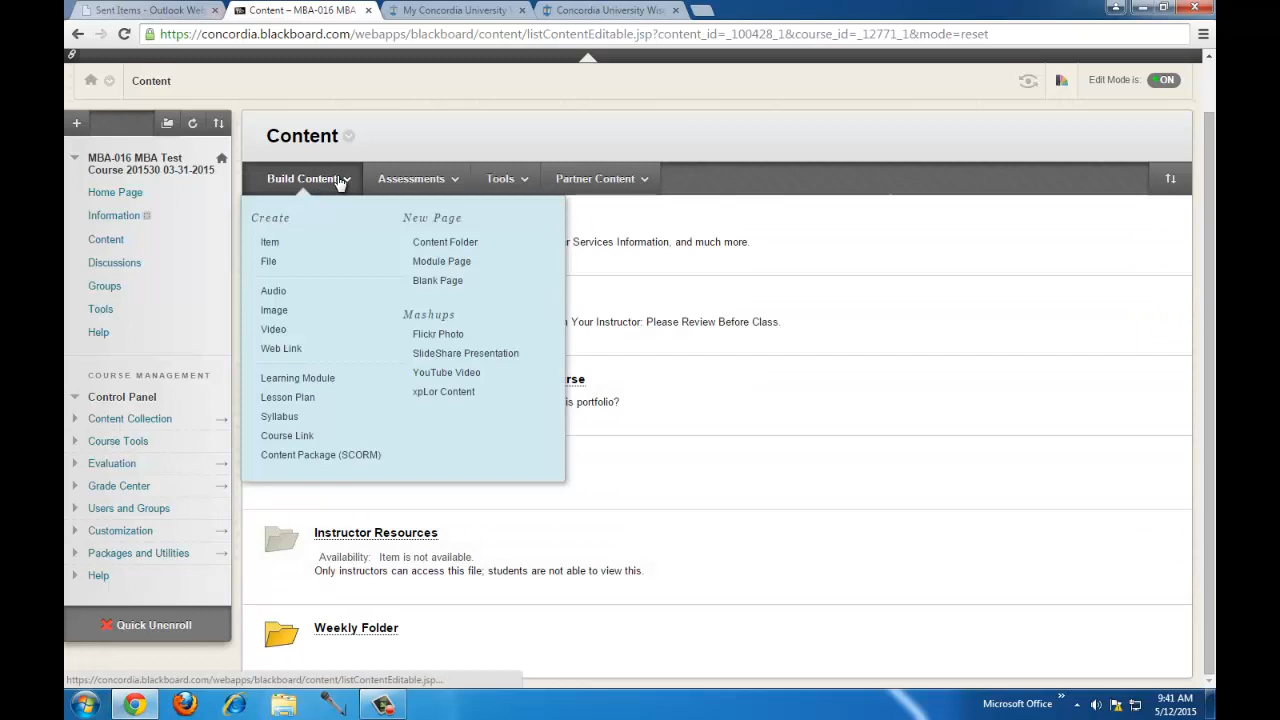 Sent Items - Outlook Web
Content – MBA-016 MBA
My Concordia University
Concordia University Wis
https://concordia.blackboard.com/webapps/blackboard/content/listContentEditable.jsp?content_id=_100428_1&course_id=_12771_1&mode=reset
Content
Edit Mode is: ON
MBA-016 MBA Test
Course 201530 03-31-2015
Home Page
Information
Content
Discussions
Groups
Tools
Help
COURSE MANAGEMENT
Control Panel
Content Collection
Course Tools
Evaluation
Grade Center
Users and Groups
Customization
Packages and Utilities
Help
Quick Unenroll
Content
Build Content
Assessments
Tools
Partner Content
Create
Item
File
Audio
Image
Video
Web Link
Learning Module
Lesson Plan
Syllabus
Course Link
Content Package (SCORM)
New Page
Content Folder
Module Page
Blank Page
Mashups
Flickr Photo
SlideShare Presentation
YouTube Video
xpLor Content
Services Information, and much more.
Your Instructor: Please Review Before Class.
is portfolio?
Instructor Resources
Availability: Item is not available.
Only instructors can access this file; students are not able to view this.
Weekly Folder
https://concordia.blackboard.com/webapps/blackboard/content/listContentEditable.jsp...
Microsoft Office
9:41 AM
5/12/2015